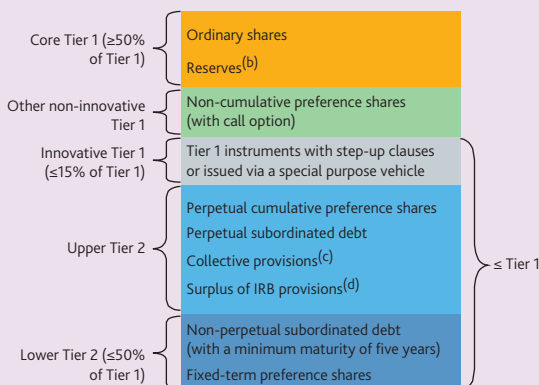 Core Tier 1 (≥50%
of Tier 1)
Ordinary shares
Reserves(b)
Other non-innovative
Tier 1
Non-cumulative preference shares
(with call option)
Innovative Tier 1
(≤15% of Tier 1)
Tier 1 instruments with step-up clauses
or issued via a special purpose vehicle
Upper Tier 2
Perpetual cumulative preference shares
Perpetual subordinated debt
Collective provisions(c)
Surplus of IRB provisions(d)
≤ Tier 1
Lower Tier 2 (≤50%
of Tier 1)
Non-perpetual subordinated debt
(with a minimum maturity of five years)
Fixed-term preference shares